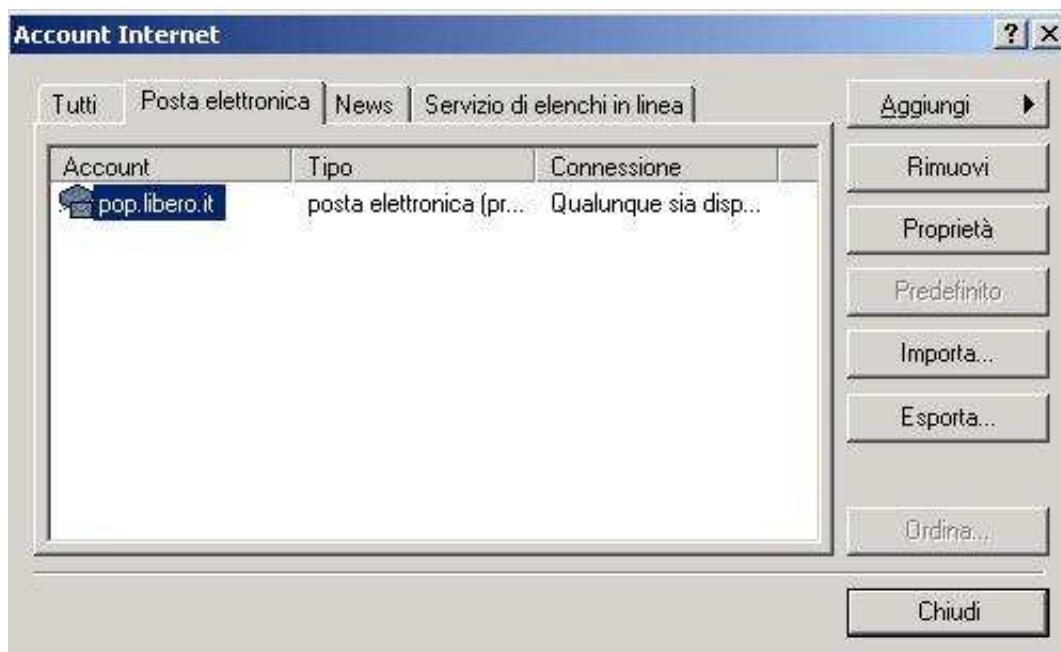 Account Internet
Tutti
Posta elettronica
News
Servizio di elenchi in linea
Account Tipo Connessione
pop.libero.it posta elettronica (pr... Qualunque sia disp...
Aggiungi
Rimuovi
Proprietà
Predefinito
Importa...
Esporta...
Ordina...
Chiudi